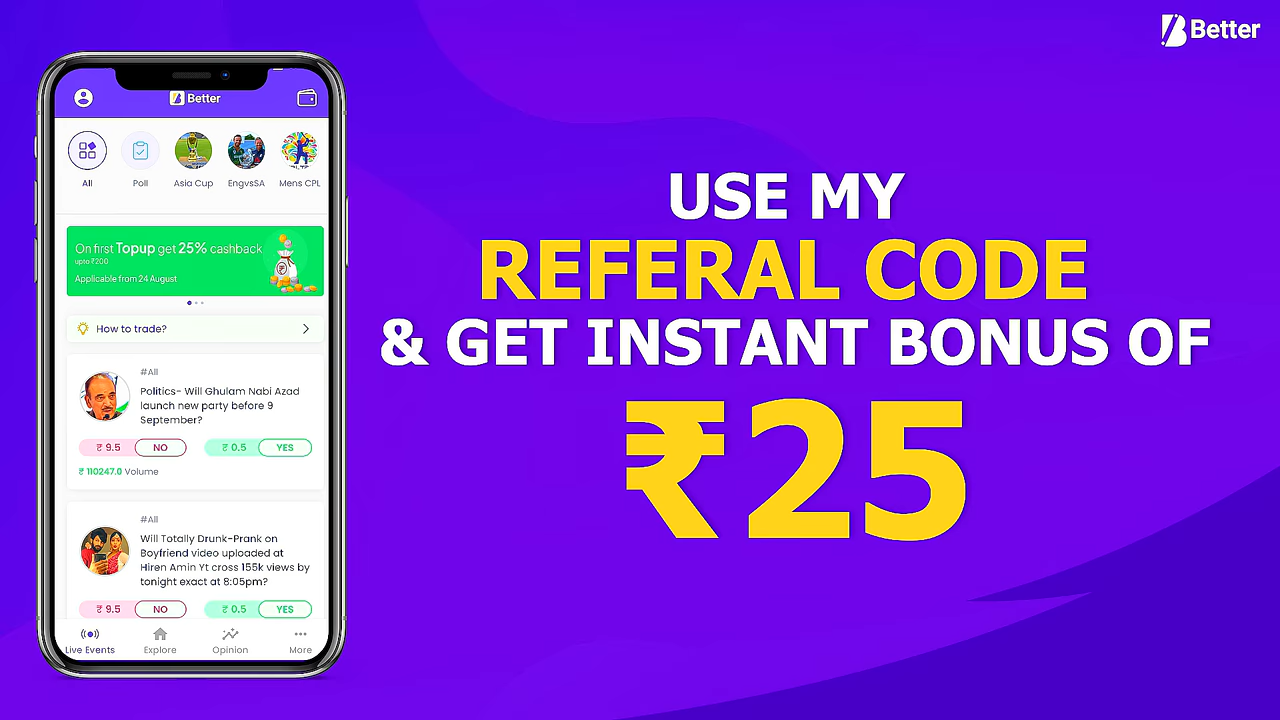 Better
Better
All
Poll
Asia Cup
EngvsSA
Mens CPL
On first Topup get 25% cashback
upto ₹200
Applicable from 24 August
How to trade?
#All
Politics- Will Ghulam Nabi Azad
launch new party before 9
September?
₹ 9.5 NO ₹ 0.5 YES
₹ 110247.0 Volume
#All
Will Totally Drunk-Prank on
Boyfriend video uploaded at
Hiren Amin Yt cross 155k views by
tonight exact at 8:05pm?
₹ 9.5 NO ₹ 0.5 YES
Live Events
Explore
Opinion
More
USE MY
REFERAL CODE
& GET INSTANT BONUS OF
₹25